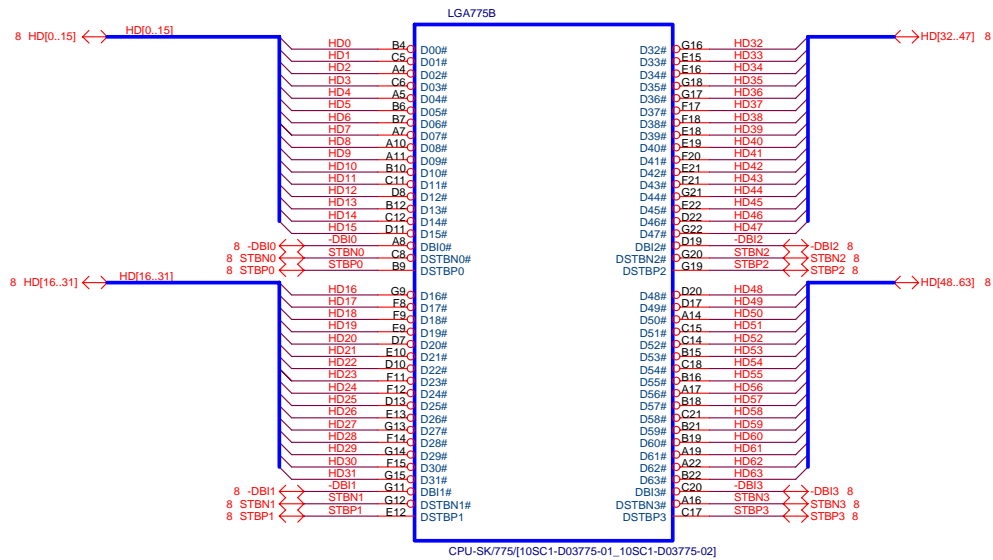 LGA775B
8 HD[0..15] HD[0..15] HD[32..47] 8
HD0 B4 D00# D32# G16 HD32
HD1 C5 D01# D33# E15 HD33
HD2 A4 D02# D34# E16 HD34
HD3 C6 D03# D35# G18 HD35
HD4 A5 D04# D36# G17 HD36
HD5 B6 D05# D37# F17 HD37
HD6 B7 D06# D38# F18 HD38
HD7 A7 D07# D39# E18 HD39
HD8 A10 D08# D40# E19 HD40
HD9 A11 D09# D41# F20 HD41
HD10 B10 D10# D42# E21 HD42
HD11 C11 D11# D43# F21 HD43
HD12 D8 D12# D44# G21 HD44
HD13 B12 D13# D45# E22 HD45
HD14 C12 D14# D46# D22 HD46
HD15 D11 D15# D47# G22 HD47
8 -DBI0 -DBI0 A8 DBI0# DBI2# D19 -DBI2 -DBI2 8
8 STBN0 STBN0 C8 DSTBN0# DSTBN2# G20 STBN2 STBN2 8
8 STBP0 STBP0 B9 DSTBP0 DSTBP2 G19 STBP2 STBP2 8
8 HD[16..31] HD[16..31] HD[48..63] 8
HD16 G9 D16# D48# D20 HD48
HD17 F8 D17# D49# D17 HD49
HD18 F9 D18# D50# A14 HD50
HD19 E9 D19# D51# C15 HD51
HD20 D7 D20# D52# C14 HD52
HD21 E10 D21# D53# B15 HD53
HD22 D10 D22# D54# C18 HD54
HD23 F11 D23# D55# B16 HD55
HD24 F12 D24# D56# A17 HD56
HD25 D13 D25# D57# B18 HD57
HD26 E13 D26# D58# C21 HD58
HD27 G13 D27# D59# B21 HD59
HD28 F14 D28# D60# B19 HD60
HD29 G14 D29# D61# A19 HD61
HD30 F15 D30# D62# A22 HD62
HD31 G15 D31# D63# B22 HD63
8 -DBI1 -DBI1 G11 DBI1# DBI3# C20 -DBI3 -DBI3 8
8 STBN1 STBN1 G12 DSTBN1# DSTBN3# A16 STBN3 STBN3 8
8 STBP1 STBP1 E12 DSTBP1 DSTBP3 C17 STBP3 STBP3 8
CPU-SK/775/[10SC1-D03775-01_10SC1-D03775-02]